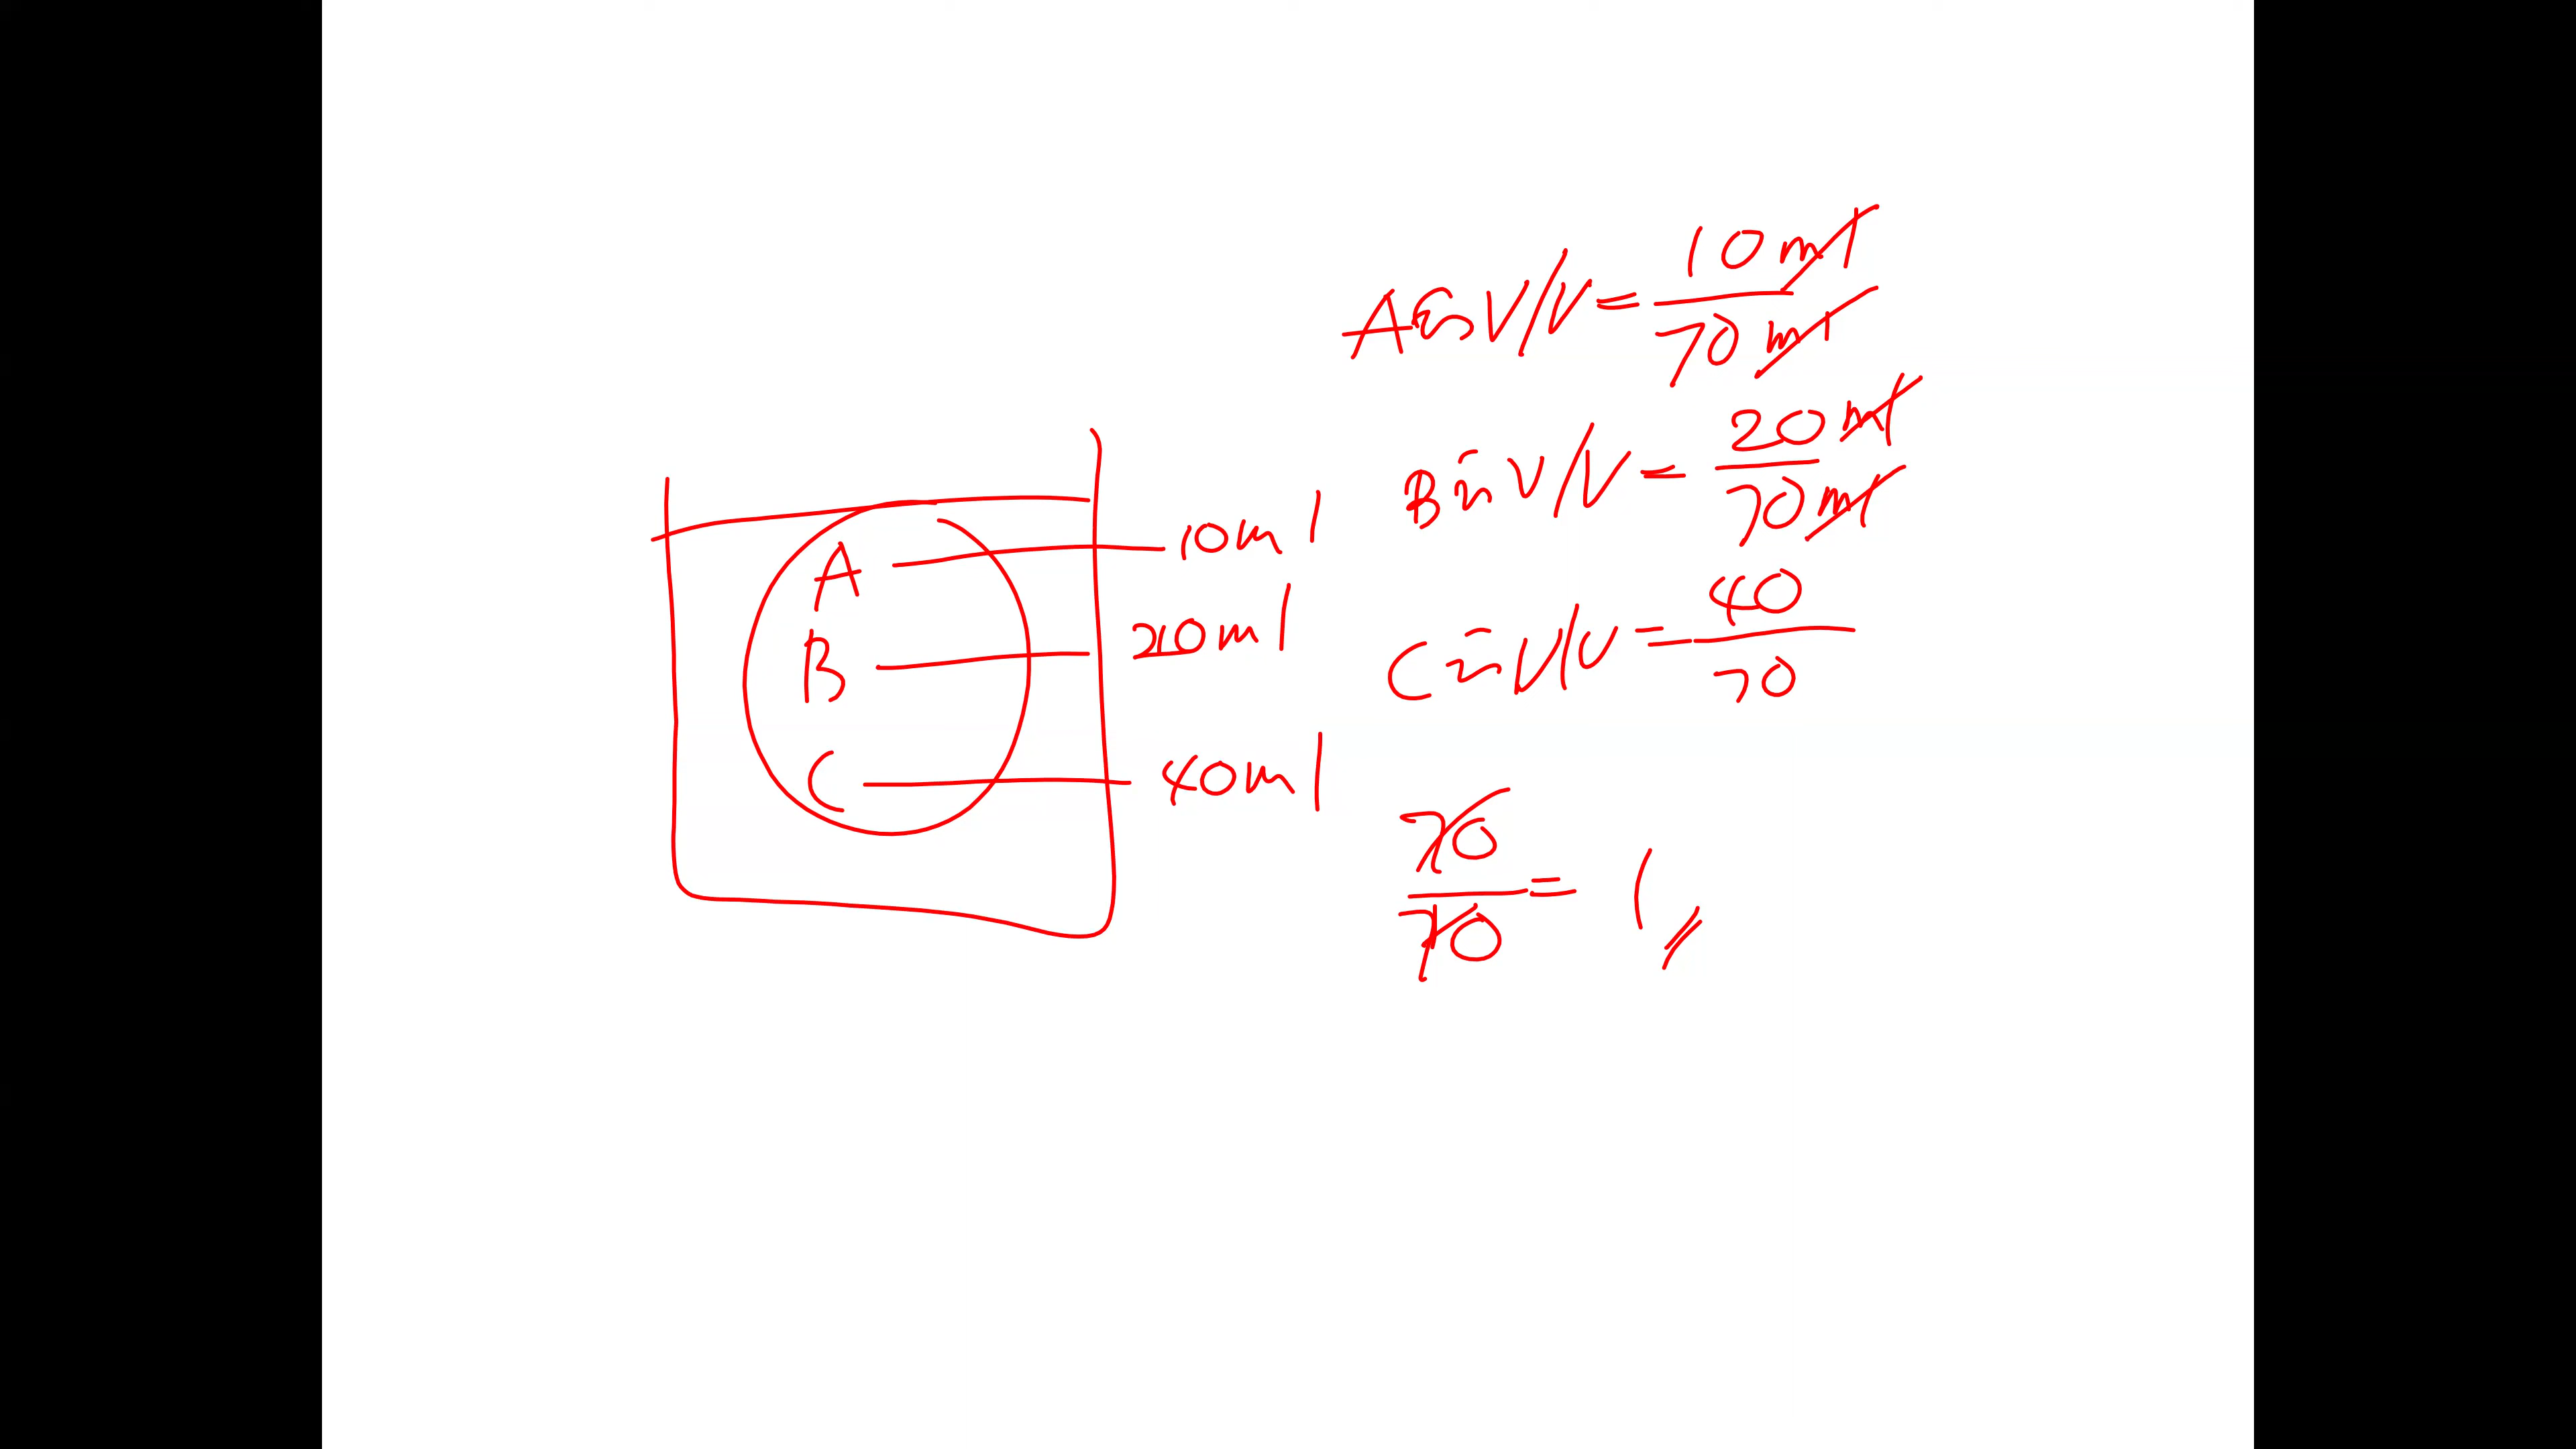 A හි V/V = 10ml / 70ml
B හි V/V = 20ml / 70ml
C හි V/V = 40 / 70
A 10ml
B 20ml
C 40ml
70 / 70 = 1